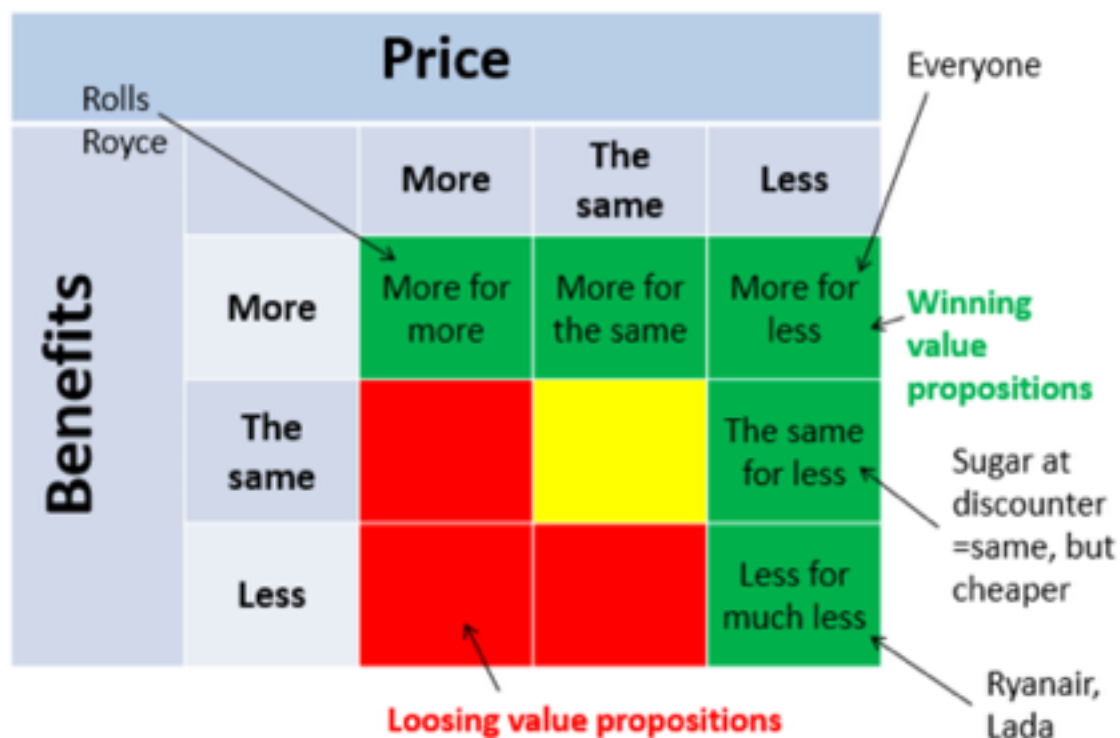 Price
Everyone
Rolls
Royce
More
The
same
Less
Benefits
More
More for
more
More for
the same
More for
less
Winning
value
propositions
The
same
The same
for less
Sugar at
discounter
=same, but
cheaper
Less
Less for
much less
Ryanair,
Lada
Loosing value propositions